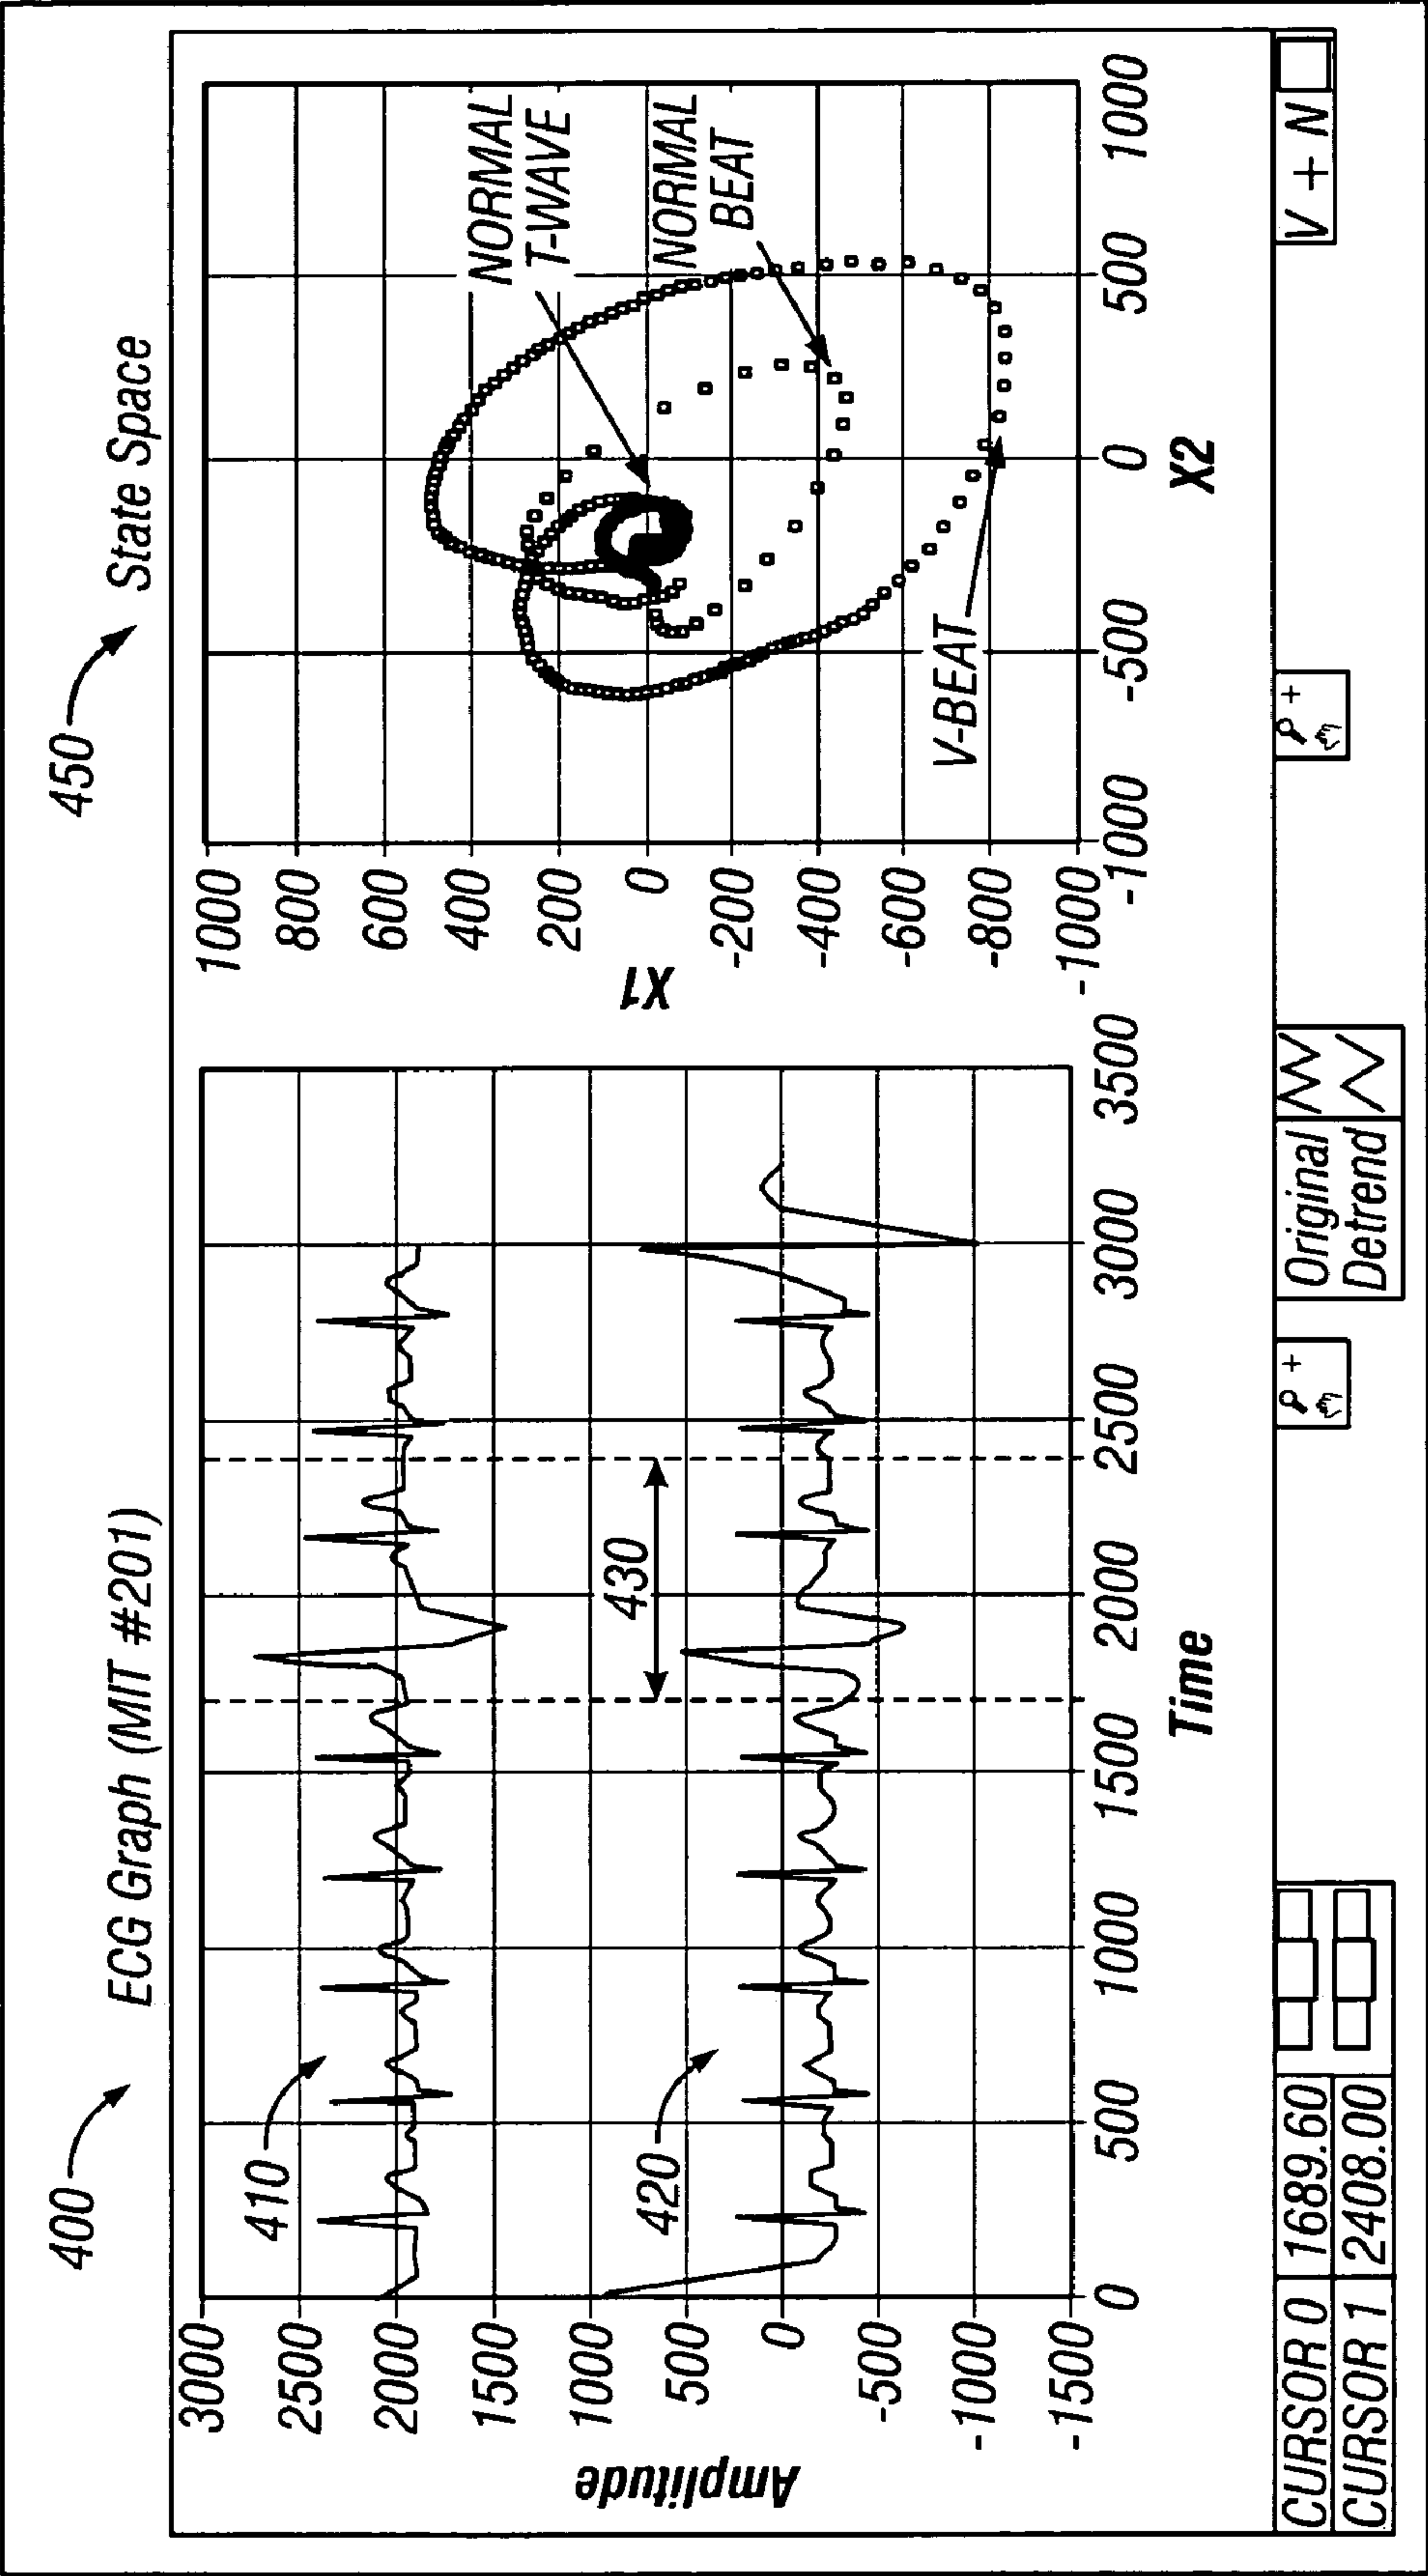 400
ECG Graph (MIT #201)
450
State Space
Amplitude
3000
2500
2000
1500
1000
500
0
-500
-1000
-1500
410
420
430
0
500
1000
1500
2000
2500
3000
3500
Time
X1
1000
800
600
400
200
0
-200
-400
-600
-800
-1000
NORMAL
T-WAVE
NORMAL
BEAT
V-BEAT
-1000
-500
0
500
1000
X2
CURSOR 0 1689.60
CURSOR 1 2408.00
Original
Detrend
V + N